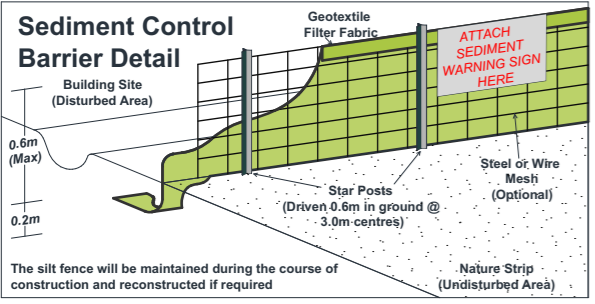 Sediment Control
Barrier Detail
Geotextile
Filter Fabric
ATTACH
SEDIMENT
WARNING SIGN
HERE
Building Site
(Disturbed Area)
0.6m
(Max)
0.2m
Star Posts
(Driven 0.6m in ground @
3.0m centres)
Steel or Wire
Mesh
(Optional)
The silt fence will be maintained during the course of
construction and reconstructed if required
Nature Strip
(Undisturbed Area)